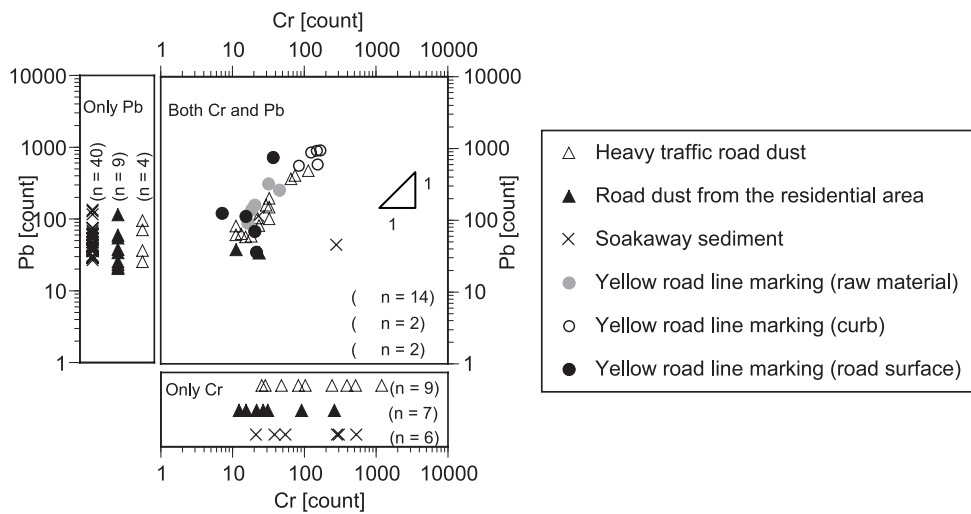 Cr [count]
1 10 100 1000 10000
10000 1000 100 10 1
Pb [count]
Only Pb
(n = 40)
(n = 9)
(n = 4)
Both Cr and Pb
1
1
( n = 14)
( n = 2)
( n = 2)
10000 1000 100 10 1
Pb [count]
Only Cr
(n = 9)
(n = 7)
(n = 6)
1 10 100 1000 10000
Cr [count]
Heavy traffic road dust
Road dust from the residential area
Soakaway sediment
Yellow road line marking (raw material)
Yellow road line marking (curb)
Yellow road line marking (road surface)